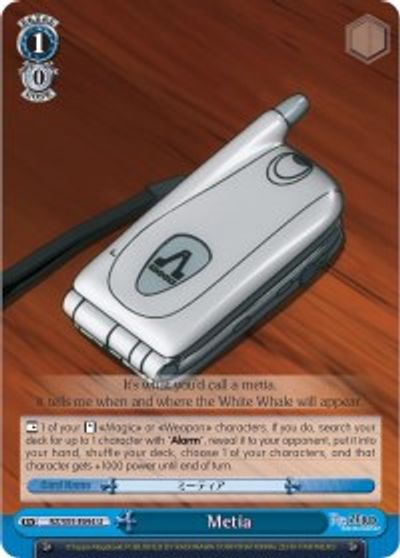 1
0
It's what you'd call a metia.
It tells me when and where the White Whale will appear.
1 of your «Magic» or «Weapon» characters. If you do, search your
deck for up to 1 character with "Alarm", reveal it to your opponent, put it into
your hand, shuffle your deck, choose 1 of your characters, and that
character gets +1000 power until end of turn.
Card Name
ミーティア
Metia